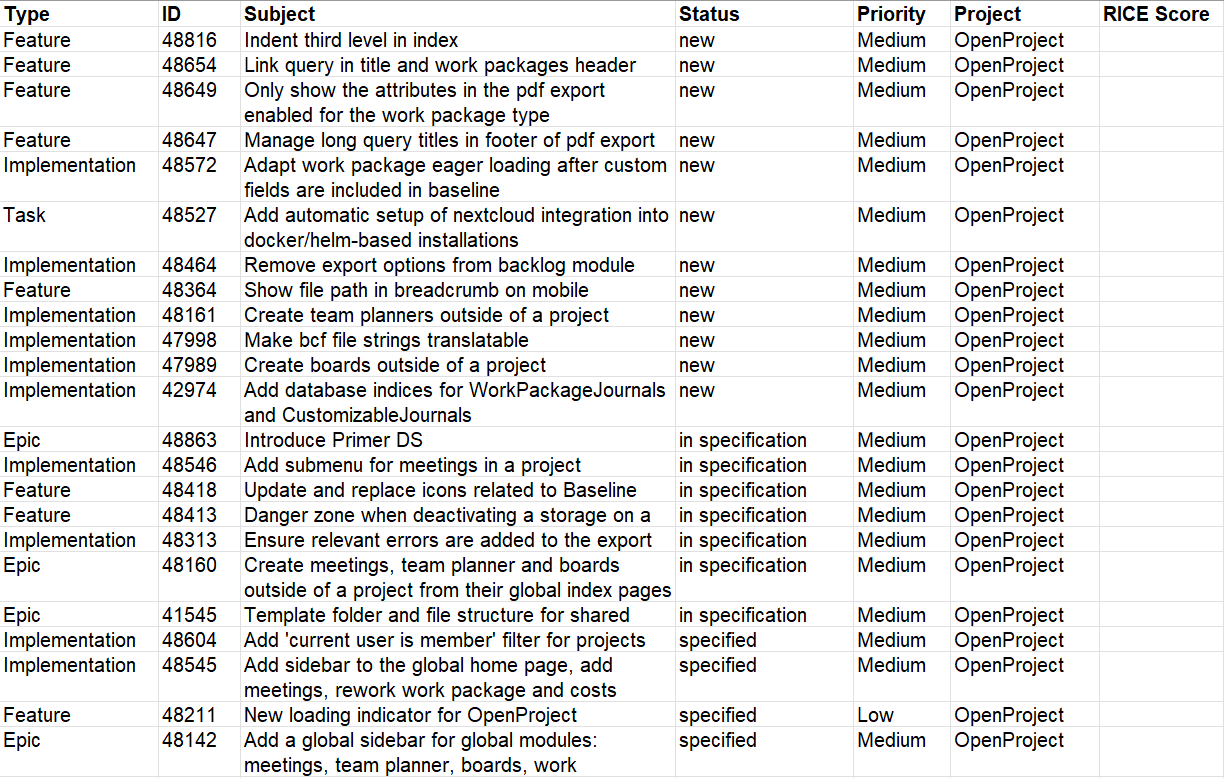 Type ID Subject Status Priority Project RICE Score
Feature 48816 Indent third level in index new Medium OpenProject
Feature 48654 Link query in title and work packages header new Medium OpenProject
Feature 48649 Only show the attributes in the pdf export new Medium OpenProject
enabled for the work package type
Feature 48647 Manage long query titles in footer of pdf export new Medium OpenProject
Implementation 48572 Adapt work package eager loading after custom new Medium OpenProject
fields are included in baseline
Task 48527 Add automatic setup of nextcloud integration into new Medium OpenProject
docker/helm-based installations
Implementation 48464 Remove export options from backlog module new Medium OpenProject
Feature 48364 Show file path in breadcrumb on mobile new Medium OpenProject
Implementation 48161 Create team planners outside of a project new Medium OpenProject
Implementation 47998 Make bcf file strings translatable new Medium OpenProject
Implementation 47989 Create boards outside of a project new Medium OpenProject
Implementation 42974 Add database indices for WorkPackageJournals new Medium OpenProject
and CustomizableJournals
Epic 48863 Introduce Primer DS in specification Medium OpenProject
Implementation 48546 Add submenu for meetings in a project in specification Medium OpenProject
Feature 48418 Update and replace icons related to Baseline in specification Medium OpenProject
Feature 48413 Danger zone when deactivating a storage on a in specification Medium OpenProject
Implementation 48313 Ensure relevant errors are added to the export in specification Medium OpenProject
Epic 48160 Create meetings, team planner and boards in specification Medium OpenProject
outside of a project from their global index pages
Epic 41545 Template folder and file structure for shared in specification Medium OpenProject
Implementation 48604 Add 'current user is member' filter for projects specified Medium OpenProject
Implementation 48545 Add sidebar to the global home page, add specified Medium OpenProject
meetings, rework work package and costs
Feature 48211 New loading indicator for OpenProject specified Low OpenProject
Epic 48142 Add a global sidebar for global modules: specified Medium OpenProject
meetings, team planner, boards, work